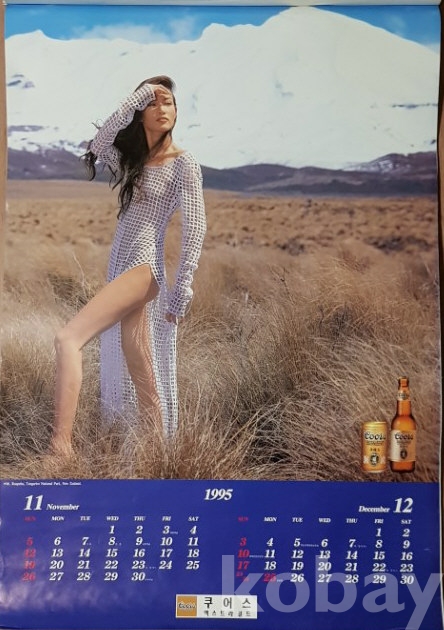 Mt. Ruapehu, Tongariro National Park, New Zealand
Coors
Coors
1995
11 November
SUN MON TUE WED THU FRI SAT
1 2 3 4
5 6 7 8 9 10 11
12 13 14 15 16 17 18
19 20 21 22 23 24 25
26 27 28 29 30
December 12
SUN MON TUE WED THU FRI SAT
1 2
3 4 5 6 7 8 9
10 11 12 13 14 15 16
17 18 19 20 21 22 23
24 25 26 27 28 29 30
Coors 쿠어스
엑스트라골드
kobay